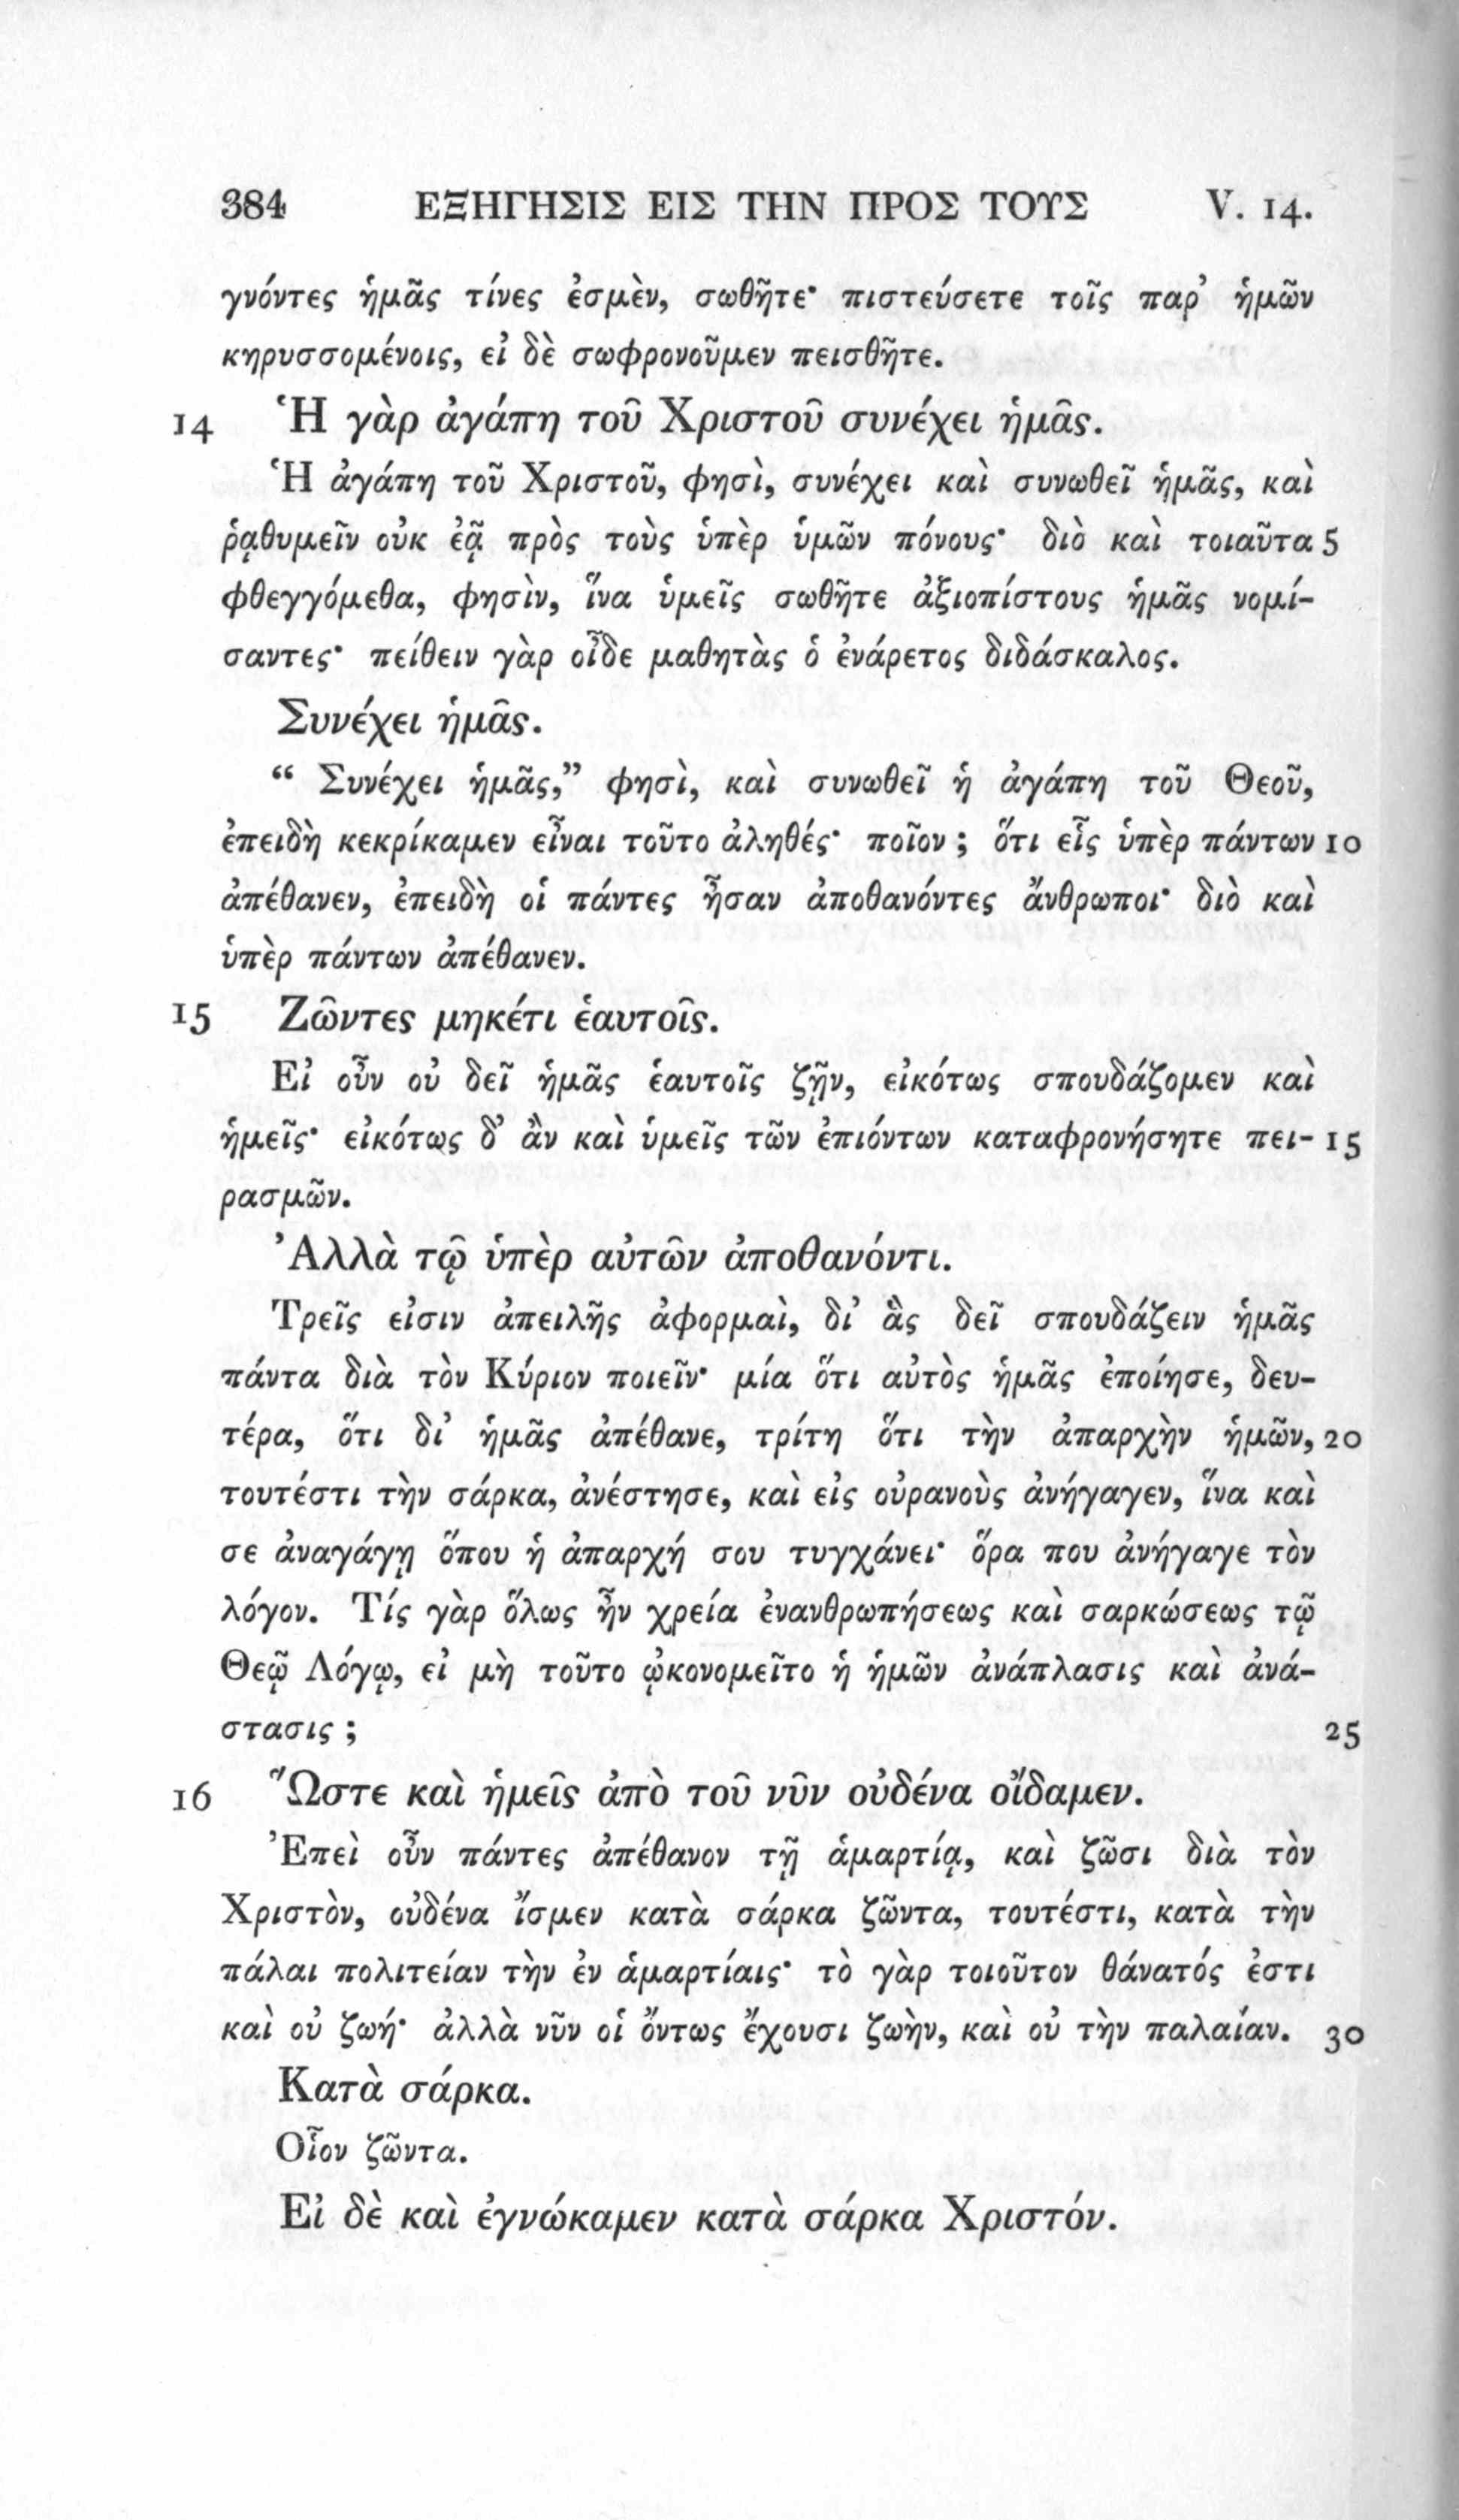 384 ΕΞΗΓΗΣΙΣ ΕΙΣ ΤΗΝ ΠΡΟΣ ΤΟΥΣ V. 14.
γνόντες ἡμᾶς τίνες ἐσμὲν, σωθῆτε· πιστεύσετε τοῖς παρ’ ἡμῶν
κηρυσσομένοις, εἰ δὲ σωφρονοῦμεν πεισθῆτε.
14 Ἡ γὰρ ἀγάπη τοῦ Χριστοῦ συνέχει ἡμᾶς.
Ἡ ἀγάπη τοῦ Χριστοῦ, φησὶ, συνέχει καὶ συνωθεῖ ἡμᾶς, καὶ
ῥᾳθυμεῖν οὐκ ἐᾷ πρὸς τοὺς ὑπὲρ ὑμῶν πόνους· διὸ καὶ τοιαῦτα 5
φθεγγόμεθα, φησὶν, ἵνα ὑμεῖς σωθῆτε ἀξιοπίστους ἡμᾶς νομί-
σαντες· πείθειν γὰρ οἶδε μαθητὰς ὁ ἐνάρετος διδάσκαλος.
Συνέχει ἡμᾶς.
“ Συνέχει ἡμᾶς,” φησὶ, καὶ συνωθεῖ ἡ ἀγάπη τοῦ Θεοῦ,
ἐπειδὴ κεκρίκαμεν εἶναι τοῦτο ἀληθές· ποῖον ; ὅτι εἷς ὑπὲρ πάντων 10
ἀπέθανεν, ἐπειδὴ οἱ πάντες ἦσαν ἀποθανόντες ἄνθρωποι· διὸ καὶ
ὑπὲρ πάντων ἀπέθανεν.
15 Ζῶντες μηκέτι ἑαυτοῖς.
Εἰ οὖν οὐ δεῖ ἡμᾶς ἑαυτοῖς ζῇν, εἰκότως σπουδάζομεν καὶ
ἡμεῖς· εἰκότως δ’ ἂν καὶ ὑμεῖς τῶν ἐπιόντων καταφρονήσητε πει- 15
ρασμῶν.
Ἀλλὰ τῷ ὑπὲρ αὐτῶν ἀποθανόντι.
Τρεῖς εἰσιν ἀπειλῆς ἀφορμαὶ, δι’ ἃς δεῖ σπουδάζειν ἡμᾶς
πάντα διὰ τὸν Κύριον ποιεῖν· μία ὅτι αὐτὸς ἡμᾶς ἐποίησε, δευ-
τέρα, ὅτι δι’ ἡμᾶς ἀπέθανε, τρίτη ὅτι τὴν ἀπαρχὴν ἡμῶν, 20
τουτέστι τὴν σάρκα, ἀνέστησε, καὶ εἰς οὐρανοὺς ἀνήγαγεν, ἵνα καὶ
σε ἀναγάγῃ ὅπου ἡ ἀπαρχή σου τυγχάνει· ὅρα που ἀνήγαγε τὸν
λόγον. Τίς γὰρ ὅλως ἦν χρεία ἐνανθρωπήσεως καὶ σαρκώσεως τῷ
Θεῷ Λόγῳ, εἰ μὴ τοῦτο ᾠκονομεῖτο ἡ ἡμῶν ἀνάπλασις καὶ ἀνά-
στασις ; 25
16 Ὥστε καὶ ἡμεῖς ἀπὸ τοῦ νῦν οὐδένα οἴδαμεν.
Ἐπεὶ οὖν πάντες ἀπέθανον τῇ ἁμαρτίᾳ, καὶ ζῶσι διὰ τὸν
Χριστὸν, οὐδένα ἴσμεν κατὰ σάρκα ζῶντα, τουτέστι, κατὰ τὴν
πάλαι πολιτείαν τὴν ἐν ἁμαρτίαις· τὸ γὰρ τοιοῦτον θάνατός ἐστι
καὶ οὐ ζωή· ἀλλὰ νῦν οἱ ὄντως ἔχουσι ζωὴν, καὶ οὐ τὴν παλαίαν. 30
Κατὰ σάρκα.
Οἷον ζῶντα.
Εἰ δὲ καὶ ἐγνώκαμεν κατὰ σάρκα Χριστόν.